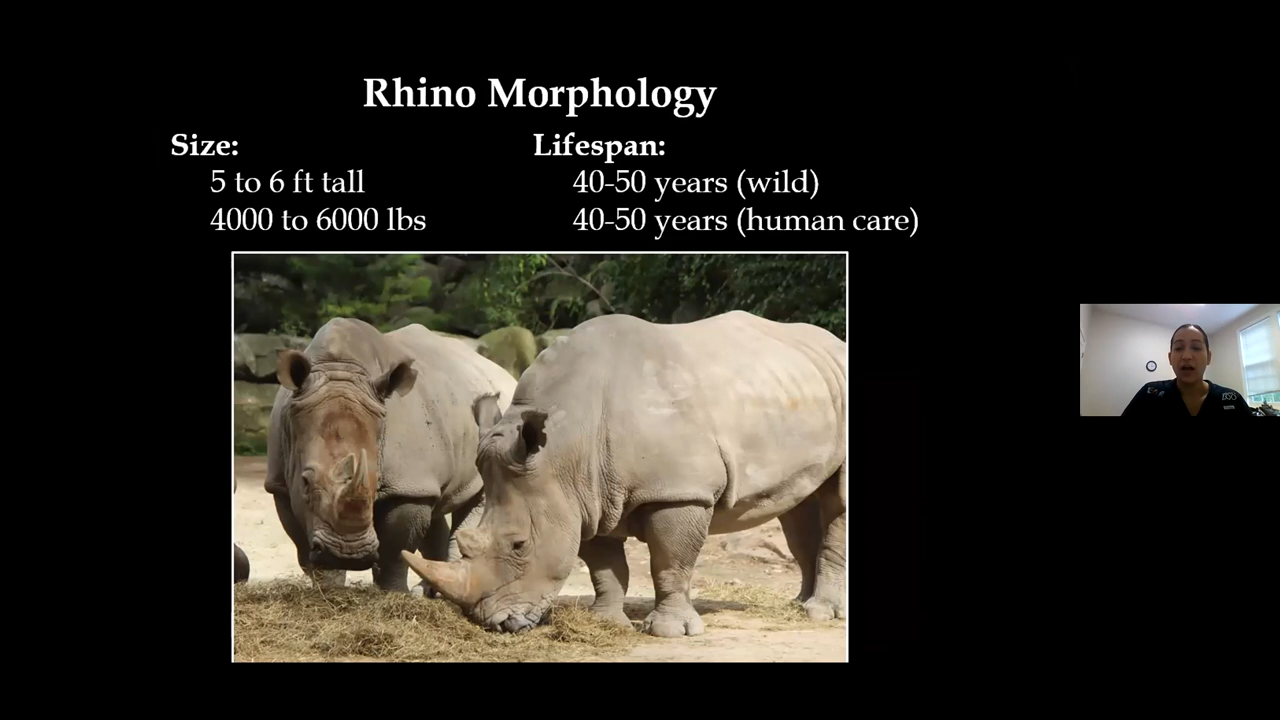 Rhino Morphology
Size:
5 to 6 ft tall
4000 to 6000 lbs
Lifespan:
40-50 years (wild)
40-50 years (human care)